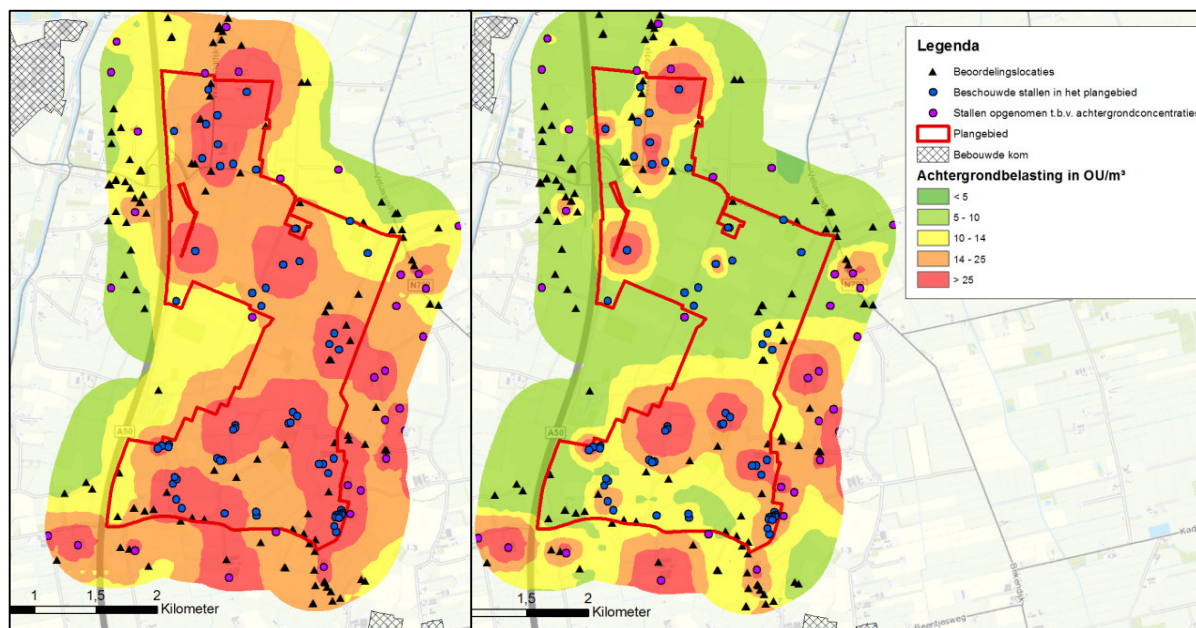 A50
N7
1
1,5
2
Kilometer
A50
N7
1,5
2
Kilometer
Legenda
Beoordelingslocaties
Beschouwde stallen in het plangebied
Stallen opgenomen t.b.v. achtergrondconcentraties
Plangebied
Bebouwde kom
Achtergrondbelasting in OU/m³
< 5
5 - 10
10 - 14
14 - 25
> 25